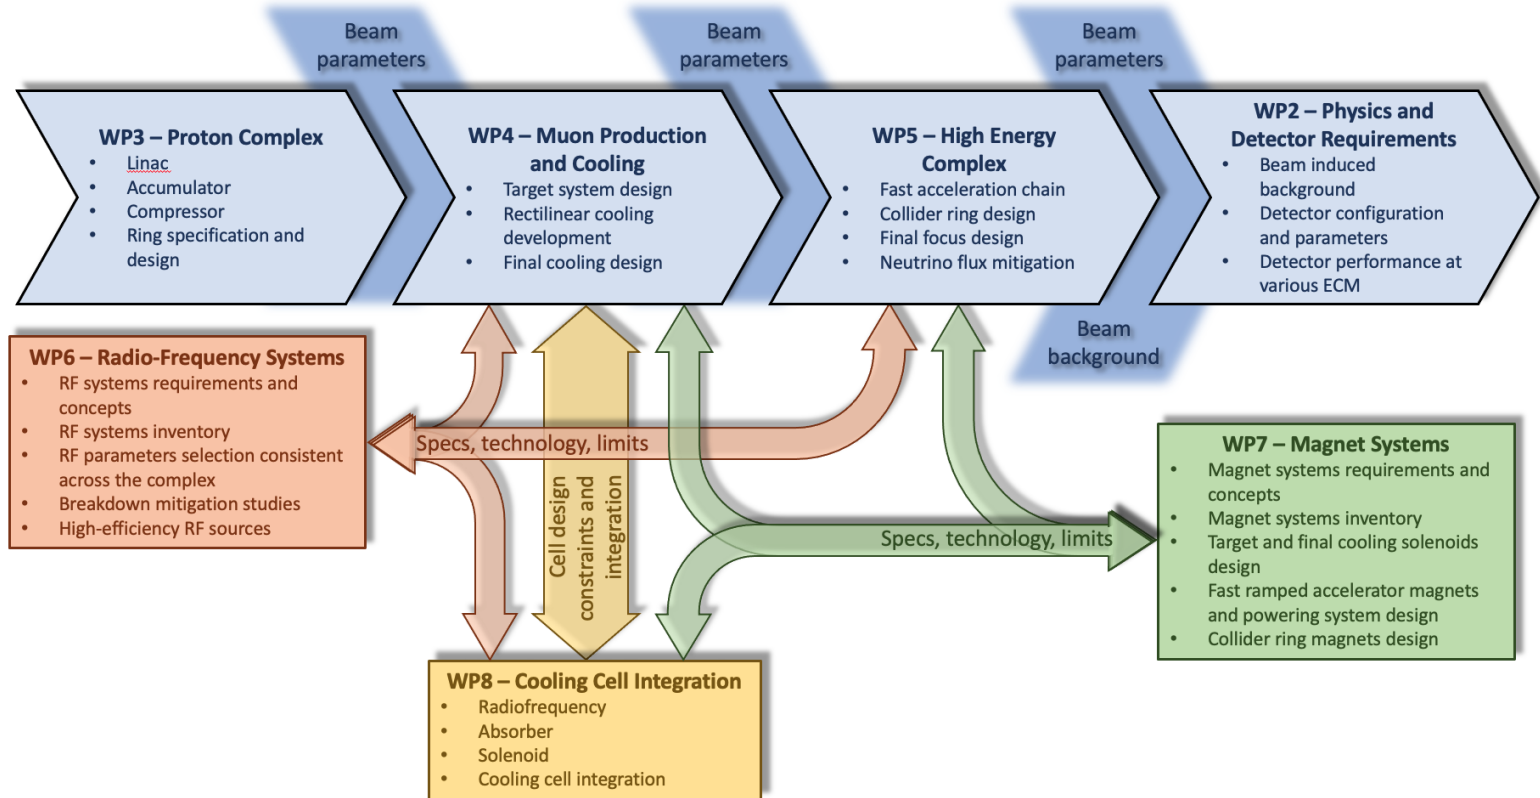 Beam
parameters
Beam
parameters
Beam
parameters
WP3 – Proton Complex
• Linac
• Accumulator
• Compressor
• Ring specification and
design
WP4 – Muon Production
and Cooling
• Target system design
• Rectilinear cooling
development
• Final cooling design
WP5 – High Energy
Complex
• Fast acceleration chain
• Collider ring design
• Final focus design
• Neutrino flux mitigation
WP2 – Physics and
Detector Requirements
• Beam induced
background
• Detector configuration
and parameters
• Detector performance at
various ECM
Beam
background
WP6 – Radio-Frequency Systems
• RF systems requirements and
concepts
• RF systems inventory
• RF parameters selection consistent
across the complex
• Breakdown mitigation studies
• High-efficiency RF sources
Specs, technology, limits
Cell design
constraints and
integration
Specs, technology, limits
WP7 – Magnet Systems
• Magnet systems requirements and
concepts
• Magnet systems inventory
• Target and final cooling solenoids
design
• Fast ramped accelerator magnets
and powering system design
• Collider ring magnets design
WP8 – Cooling Cell Integration
• Radiofrequency
• Absorber
• Solenoid
• Cooling cell integration